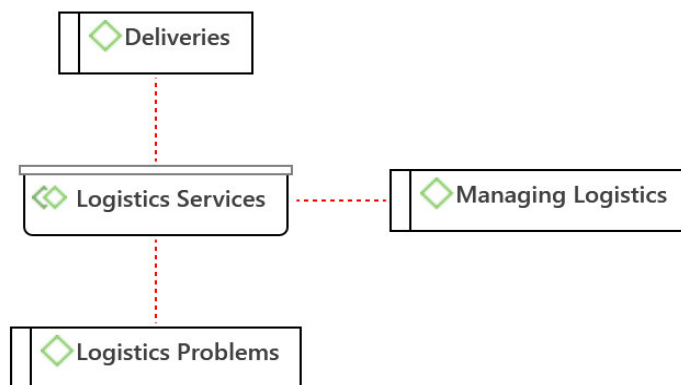 Deliveries
Logistics Services
Managing Logistics
Logistics Problems